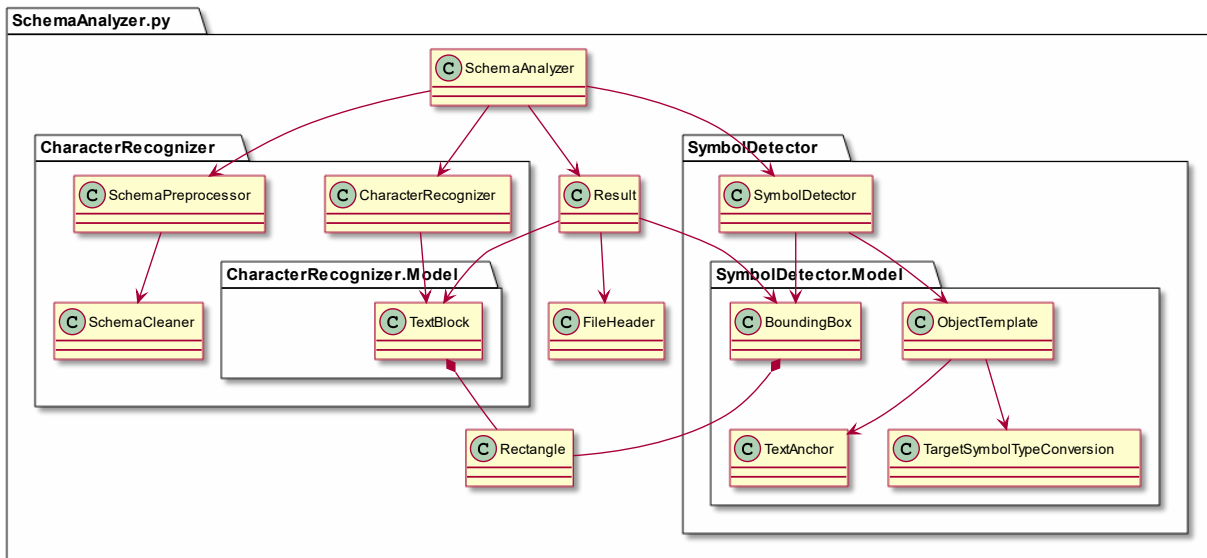 SchemaAnalyzer.py
C SchemaAnalyzer
CharacterRecognizer
SymbolDetector
C SchemaPreprocessor
C CharacterRecognizer
C Result
C SymbolDetector
CharacterRecognizer.Model
SymbolDetector.Model
C SchemaCleaner
C TextBlock
C FileHeader
C BoundingBox
C ObjectTemplate
C Rectangle
C TextAnchor
C TargetSymbolTypeConversion